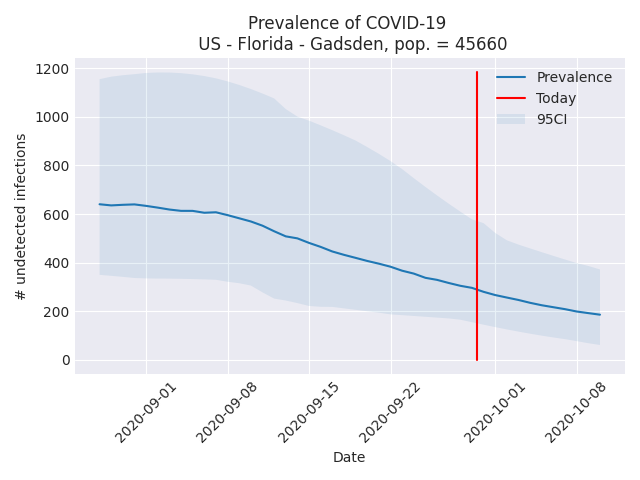 Prevalence of COVID-19
US - Florida - Gadsden, pop. = 45660
Prevalence
Today
95CI
# undetected infections
1200
1000
800
600
400
200
0
2020-09-01
2020-09-08
2020-09-15
2020-09-22
2020-10-01
2020-10-08
Date